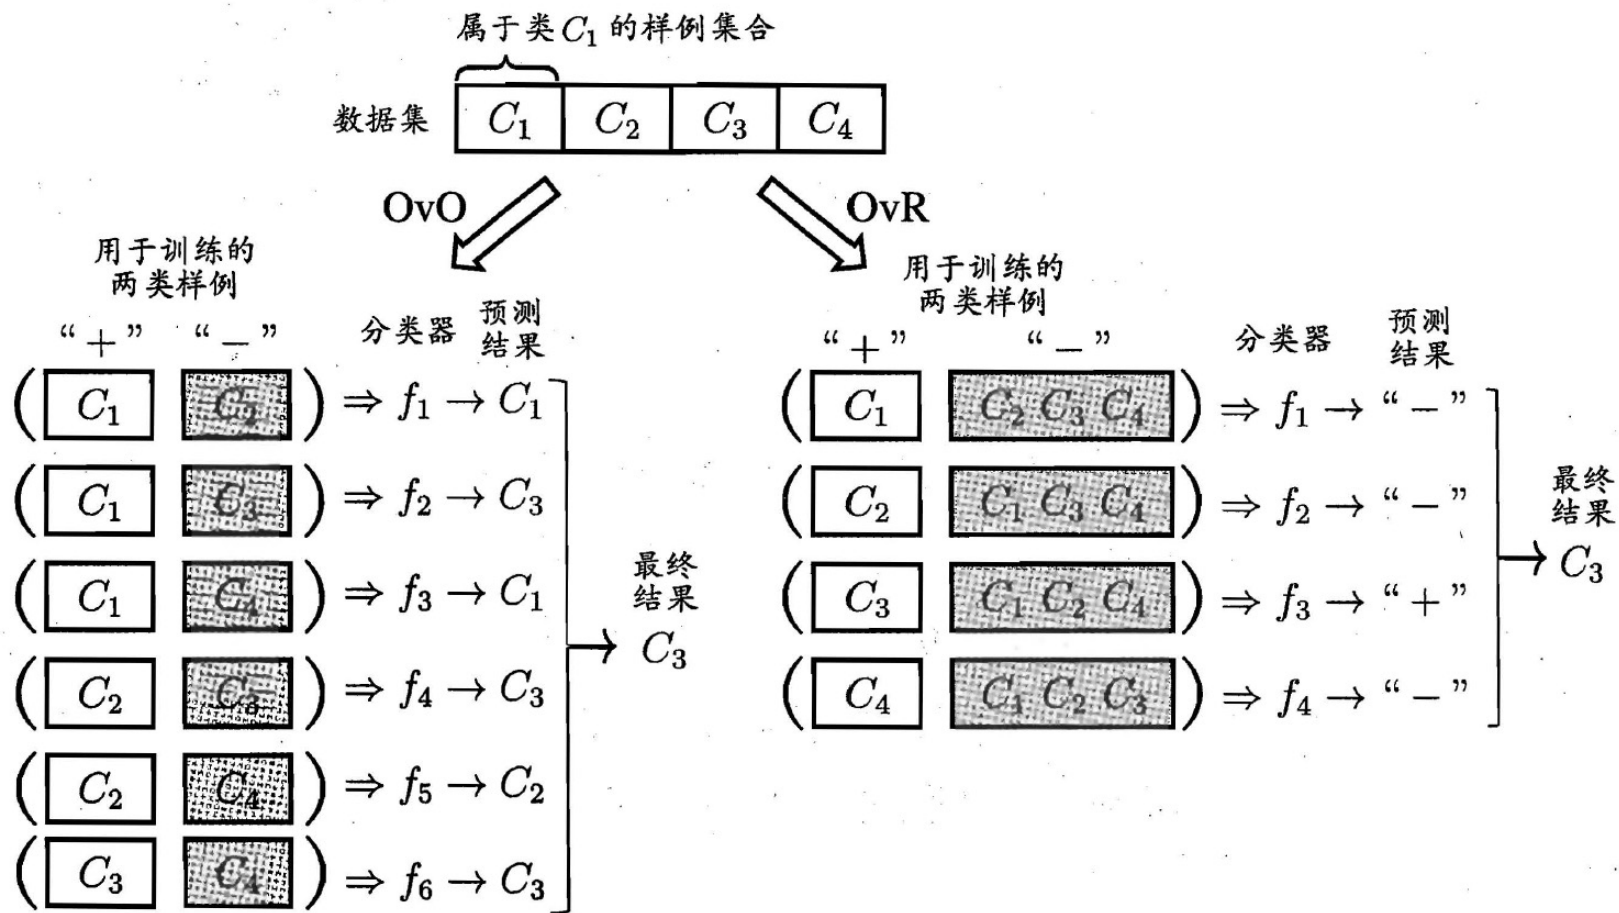 属于类C₁的样例集合
数据集 C₁ C₂ C₃ C₄
OvO
用于训练的
两类样例
“+” “−” 分类器 预测
结果
( C₁ C₂ ) ⇒ f₁ → C₁
( C₁ C₃ ) ⇒ f₂ → C₃
( C₁ C₄ ) ⇒ f₃ → C₁
( C₂ C₃ ) ⇒ f₄ → C₃
( C₂ C₄ ) ⇒ f₅ → C₂
( C₃ C₄ ) ⇒ f₆ → C₃
最终
结果
C₃
OvR
用于训练的
两类样例
“+” “−” 分类器 预测
结果
( C₁ C₂ C₃ C₄ ) ⇒ f₁ → “−”
( C₂ C₁ C₃ C₄ ) ⇒ f₂ → “−”
( C₃ C₁ C₂ C₄ ) ⇒ f₃ → “+”
( C₄ C₁ C₂ C₃ ) ⇒ f₄ → “−”
最终
结果
C₃